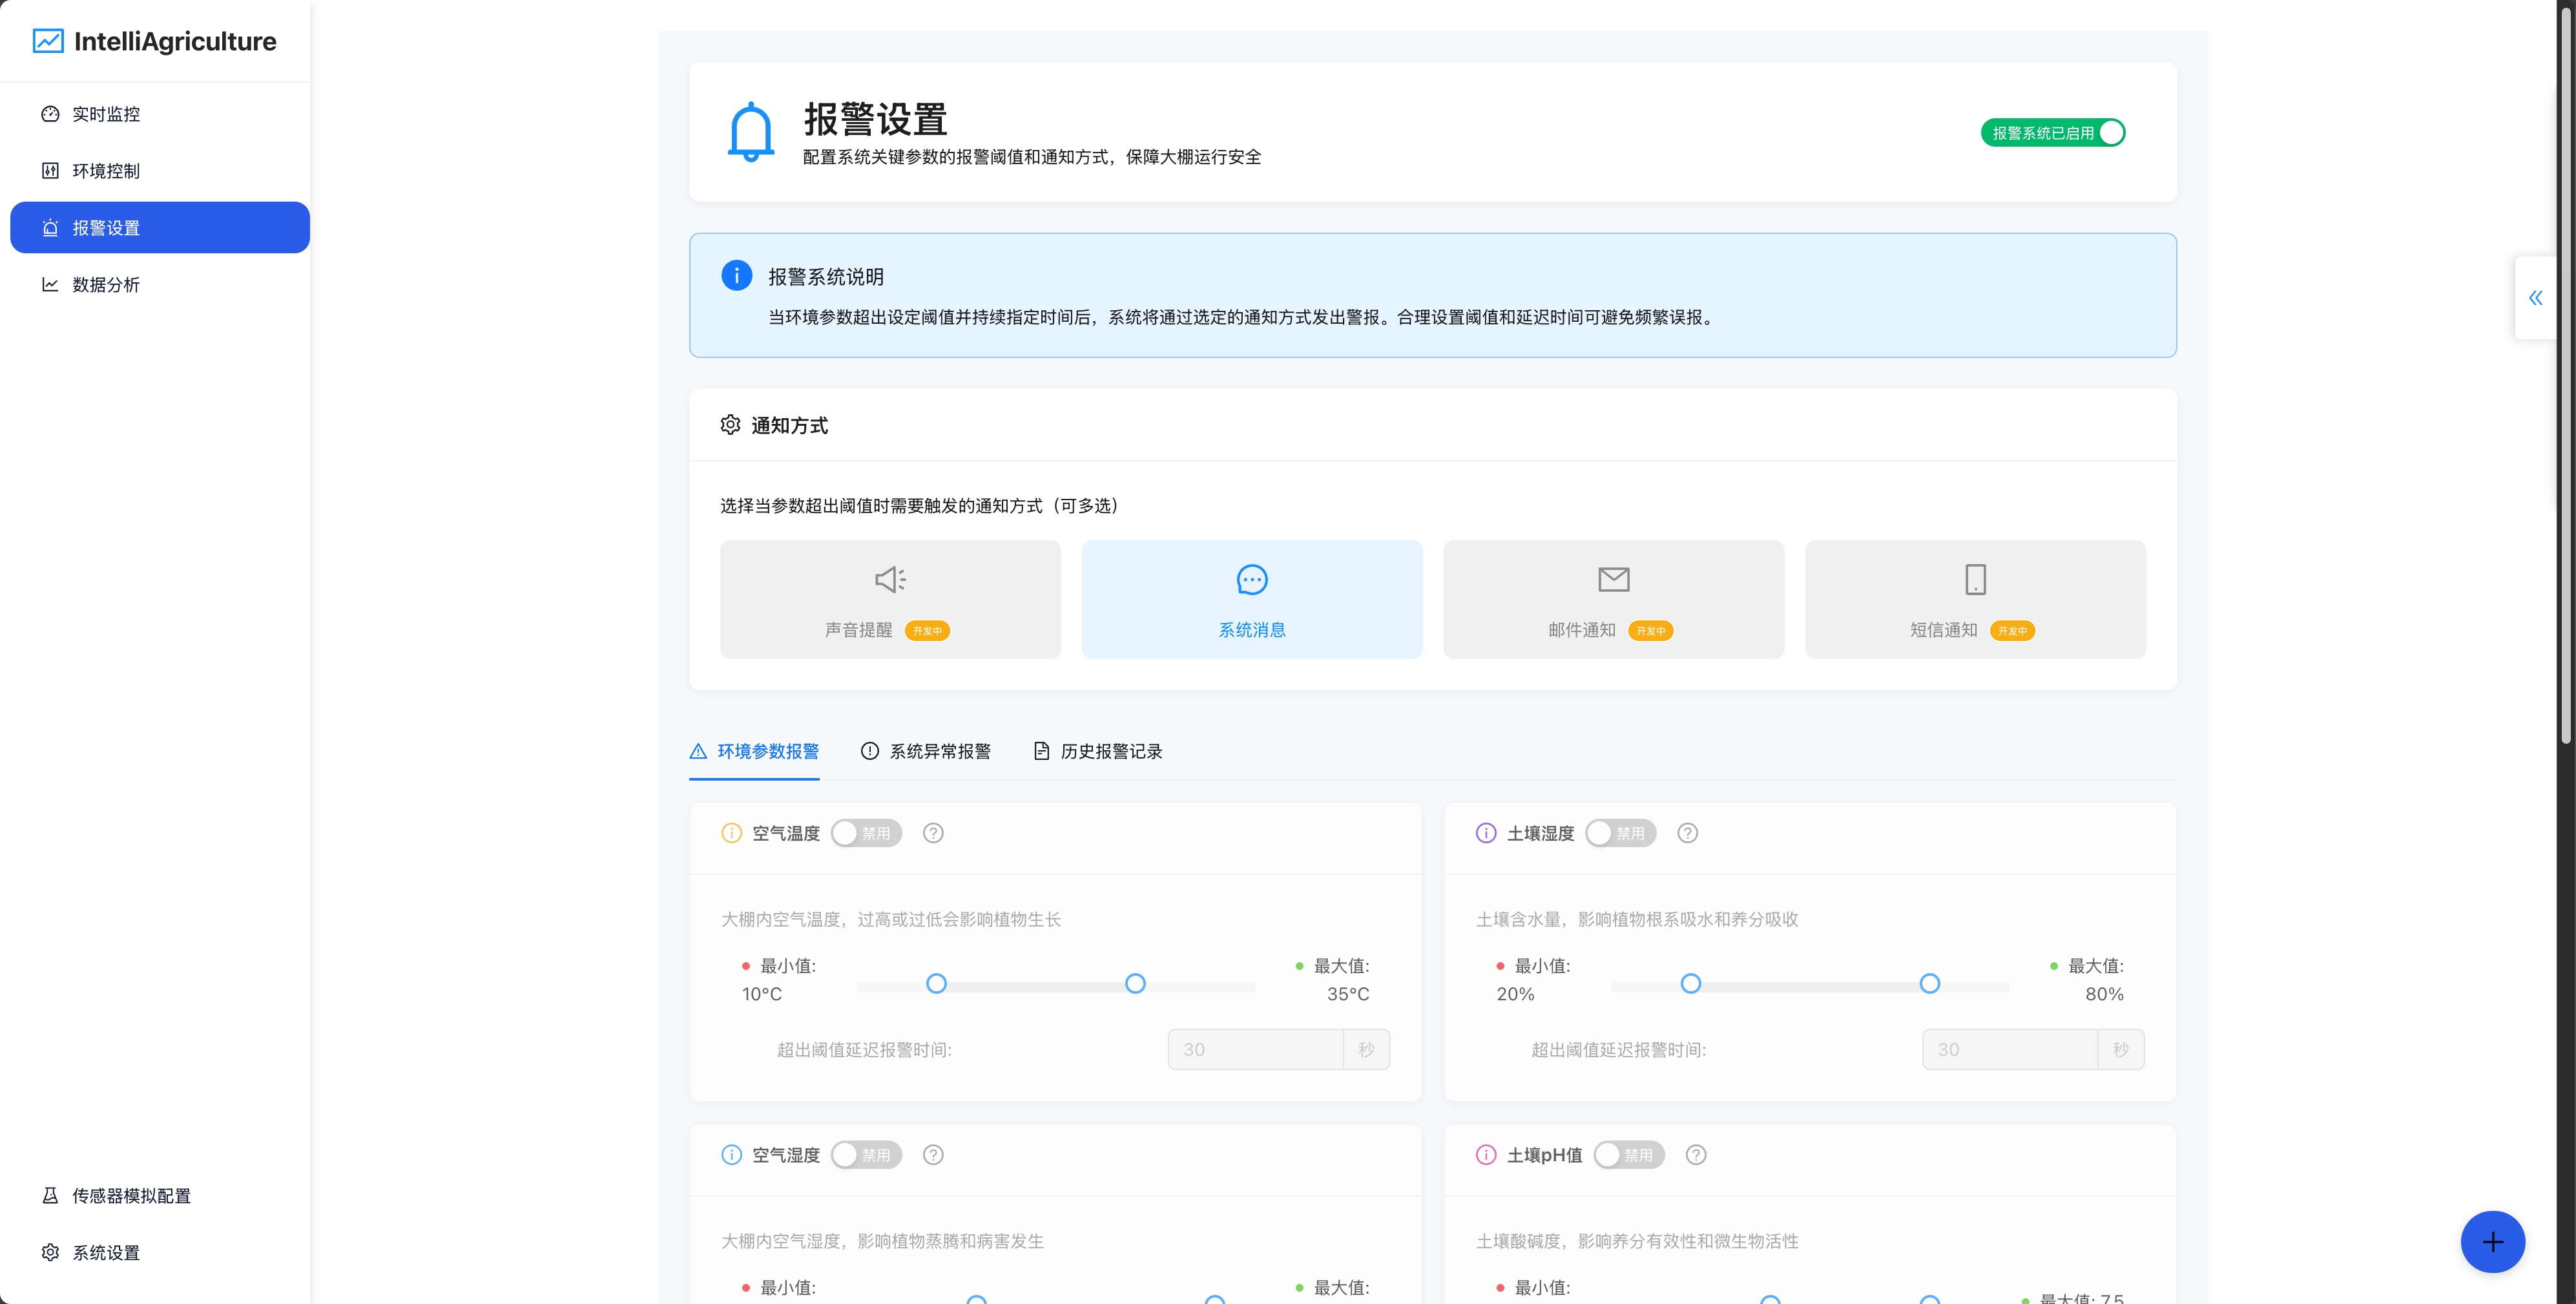 IntelliAgriculture
实时监控
环境控制
报警设置
数据分析
传感器模拟配置
系统设置
报警设置
配置系统关键参数的报警阈值和通知方式，保障大棚运行安全
报警系统已启用
报警系统说明
当环境参数超出设定阈值并持续指定时间后，系统将通过选定的通知方式发出警报。合理设置阈值和延迟时间可避免频繁误报。
通知方式
选择当参数超出阈值时需要触发的通知方式（可多选）
声音提醒 开发中
系统消息
邮件通知 开发中
短信通知 开发中
环境参数报警 系统异常报警 历史报警记录
空气温度 禁用
大棚内空气温度，过高或过低会影响植物生长
最小值:
10°C
最大值:
35°C
超出阈值延迟报警时间: 30 秒
土壤湿度 禁用
土壤含水量，影响植物根系吸水和养分吸收
最小值:
20%
最大值:
80%
超出阈值延迟报警时间: 30 秒
空气湿度 禁用
大棚内空气湿度，影响植物蒸腾和病害发生
最小值:
最大值:
土壤pH值 禁用
土壤酸碱度，影响养分有效性和微生物活性
最小值:
最大值: 7.5